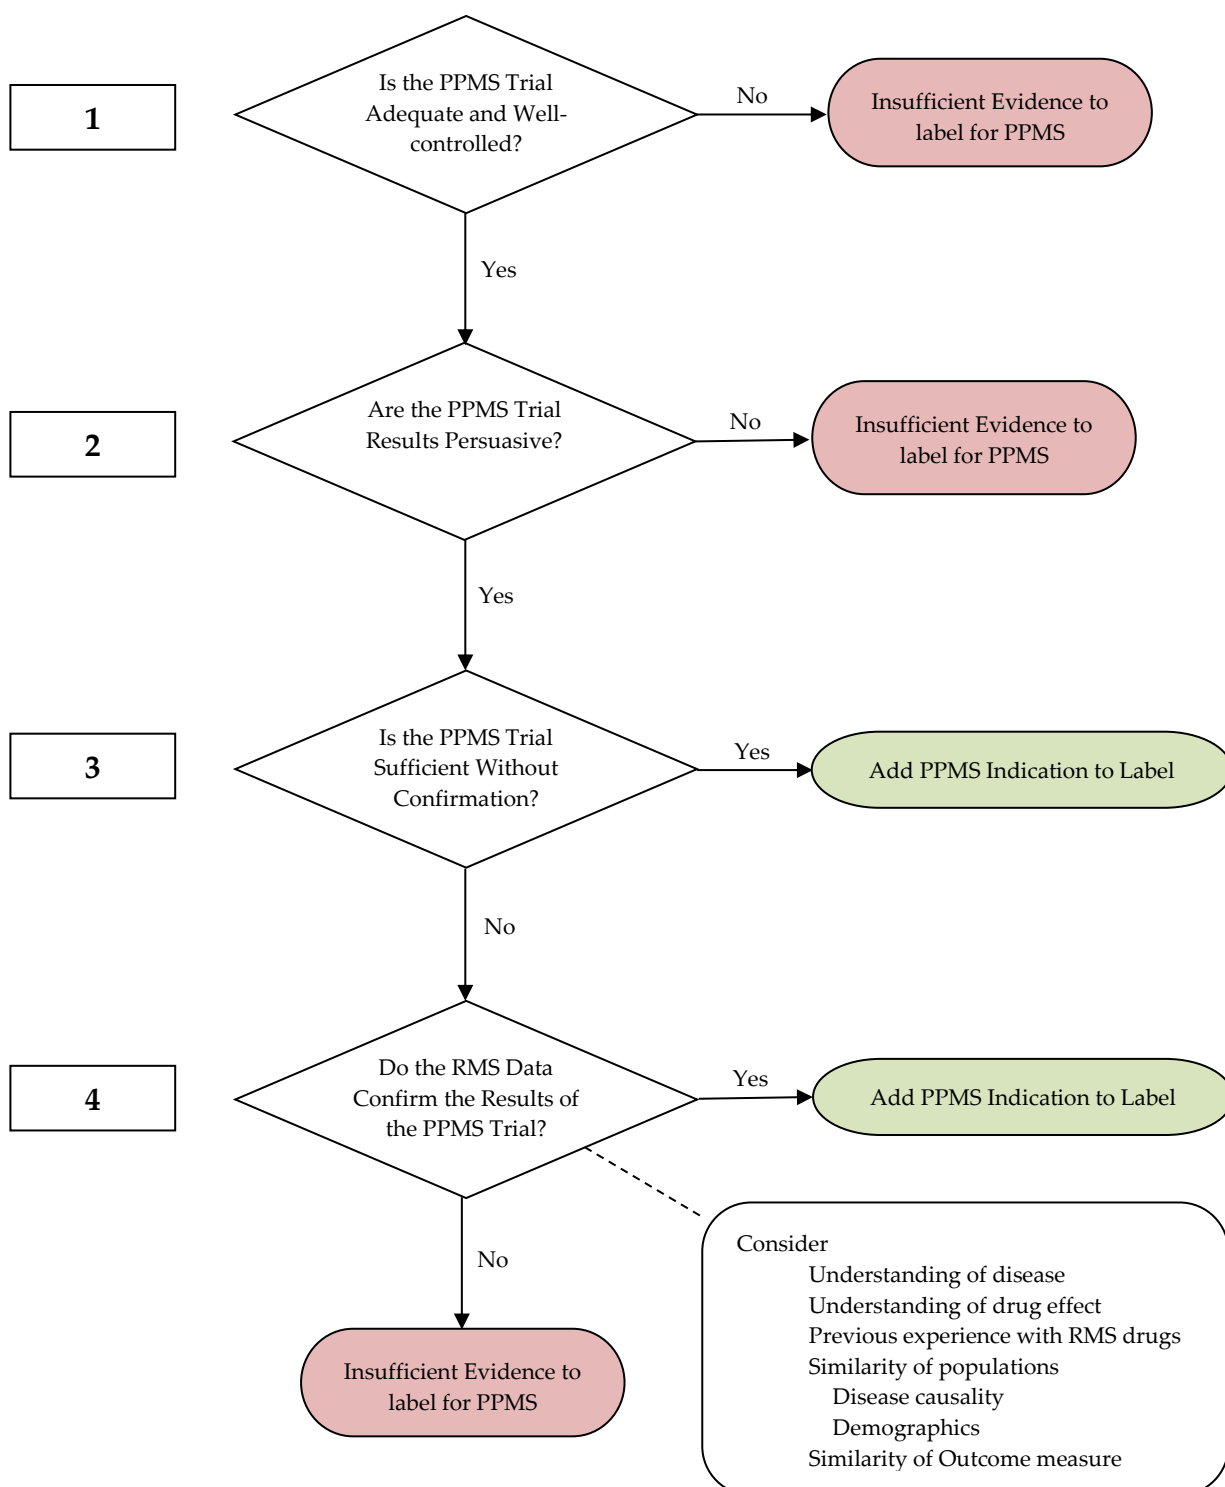 1
Is the PPMS Trial
Adequate and Well-
controlled?
No
Insufficient Evidence to
label for PPMS
Yes
2
Are the PPMS Trial
Results Persuasive?
No
Insufficient Evidence to
label for PPMS
Yes
3
Is the PPMS Trial
Sufficient Without
Confirmation?
Yes
Add PPMS Indication to Label
No
4
Do the RMS Data
Confirm the Results of
the PPMS Trial?
Yes
Add PPMS Indication to Label
No
Insufficient Evidence to
label for PPMS
Consider
Understanding of disease
Understanding of drug effect
Previous experience with RMS drugs
Similarity of populations
Disease causality
Demographics
Similarity of Outcome measure